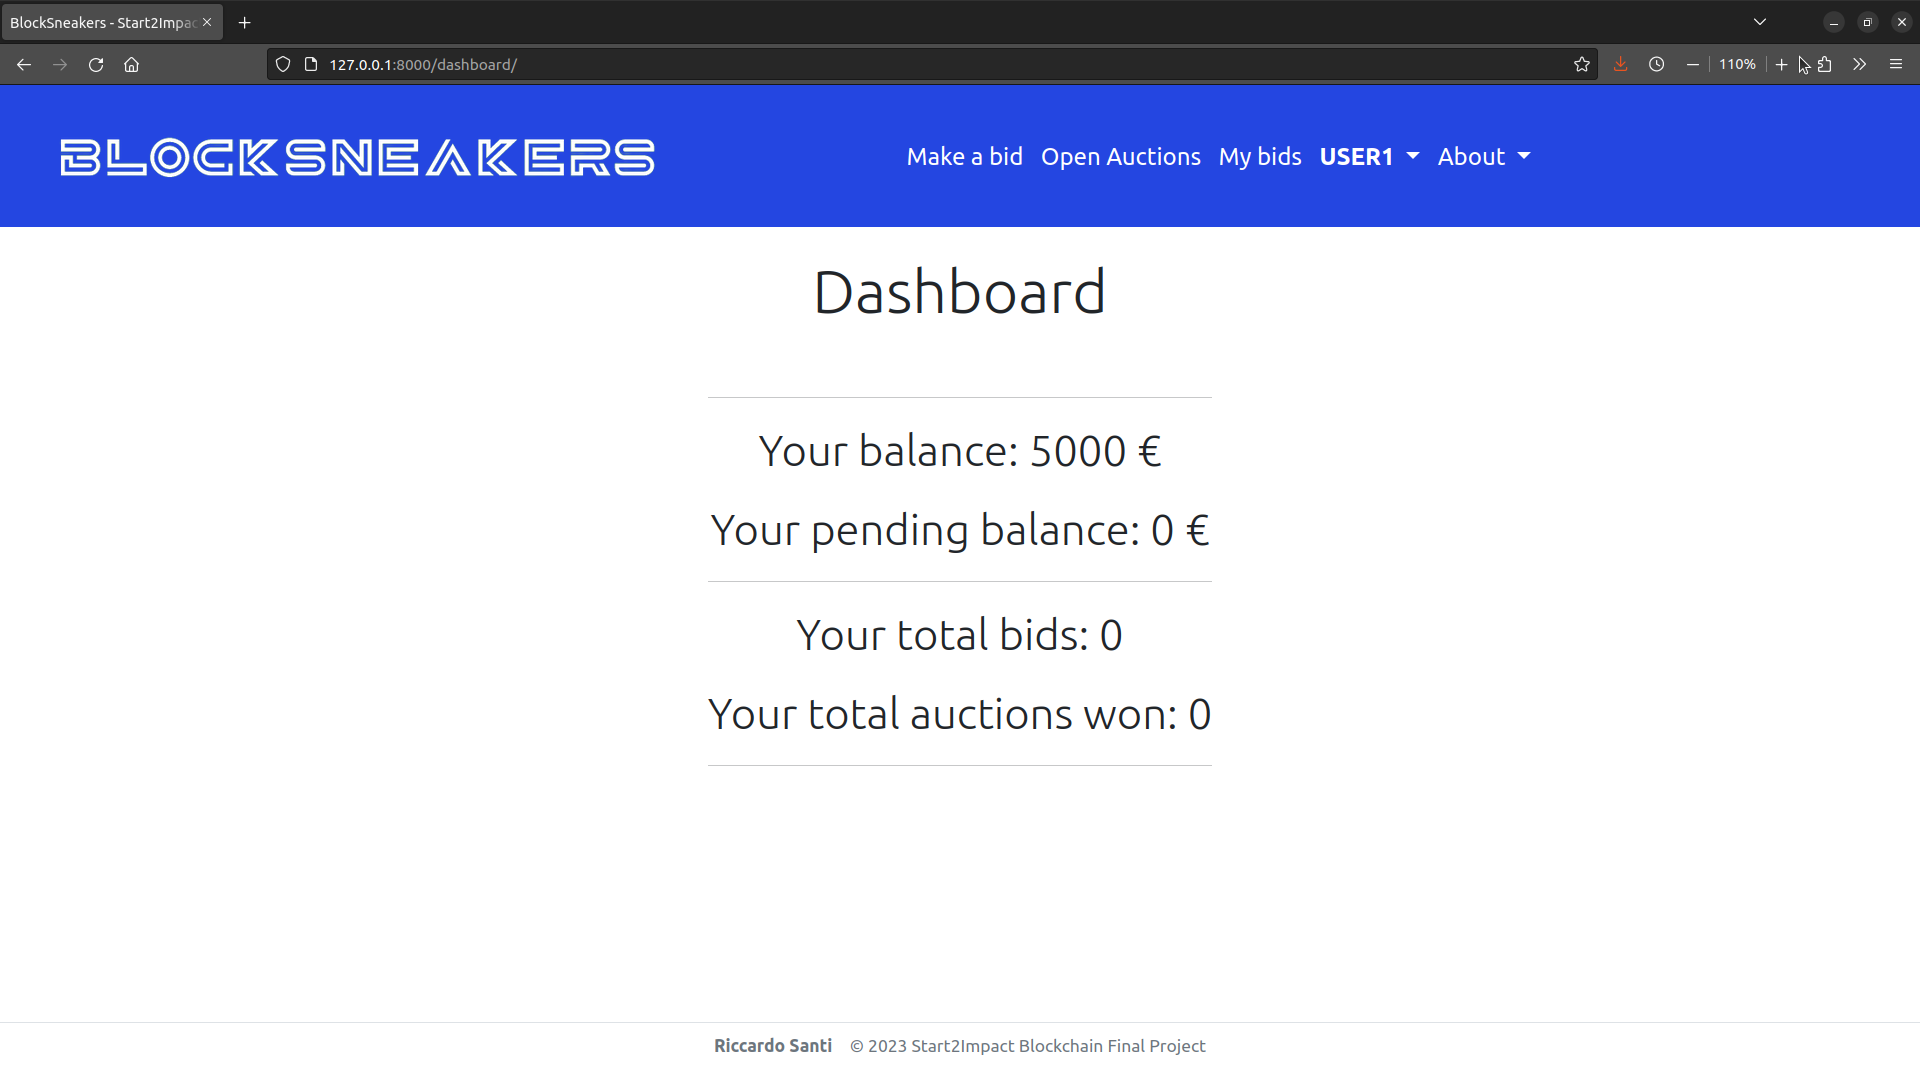 BlockSneakers - Start2Impac
127.0.0.1:8000/dashboard/
110%
BLOCKSNEAKERS
Make a bid Open Auctions My bids USER1 About
Dashboard
Your balance: 5000 €
Your pending balance: 0 €
Your total bids: 0
Your total auctions won: 0
Riccardo Santi © 2023 Start2Impact Blockchain Final Project